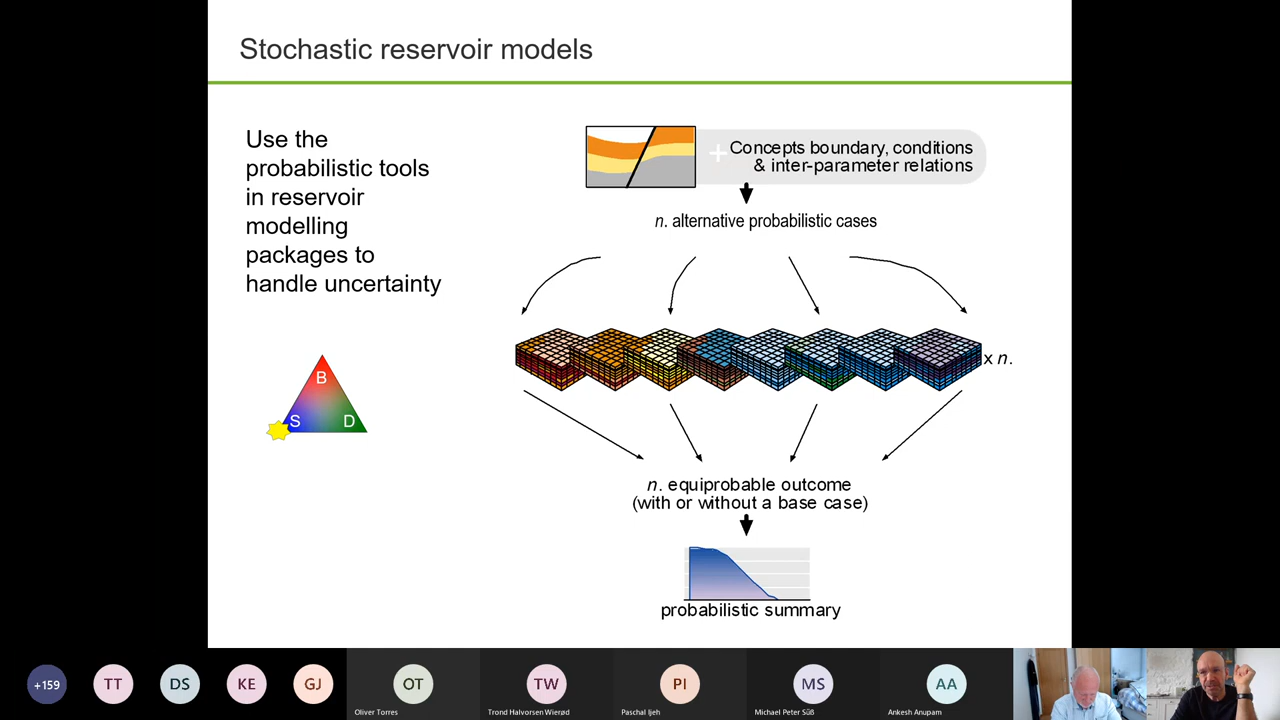 Stochastic reservoir models
Use the
probabilistic tools
in reservoir
modelling
packages to
handle uncertainty
B
S
D
+ Concepts boundary, conditions
& inter-parameter relations
n. alternative probabilistic cases
x n.
n. equiprobable outcome
(with or without a base case)
probabilistic summary
+159
TT
DS
KE
GJ
OT
Oliver Torres
TW
Trond Halvorsen Wierød
PI
Paschal Ijeh
MS
Michael Peter Süß
AA
Ankesh Anupam